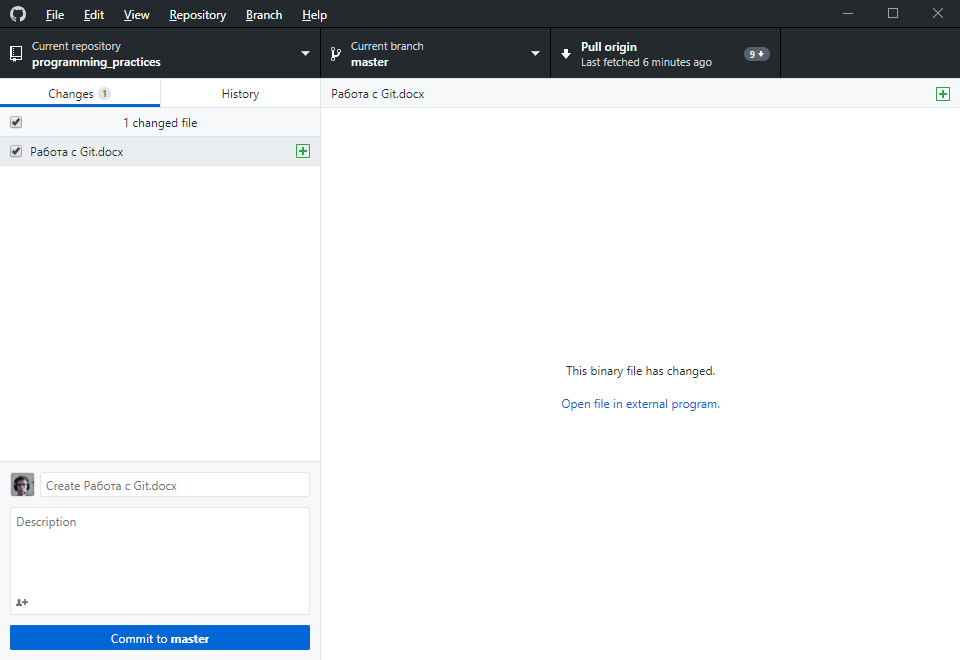 File Edit View Repository Branch Help
Current repository
programming_practices
Current branch
master
Pull origin
Last fetched 6 minutes ago
9
Changes 1
History
Работа с Git.docx
1 changed file
Работа с Git.docx
This binary file has changed.
Open file in external program.
Create Работа с Git.docx
Description
Commit to master